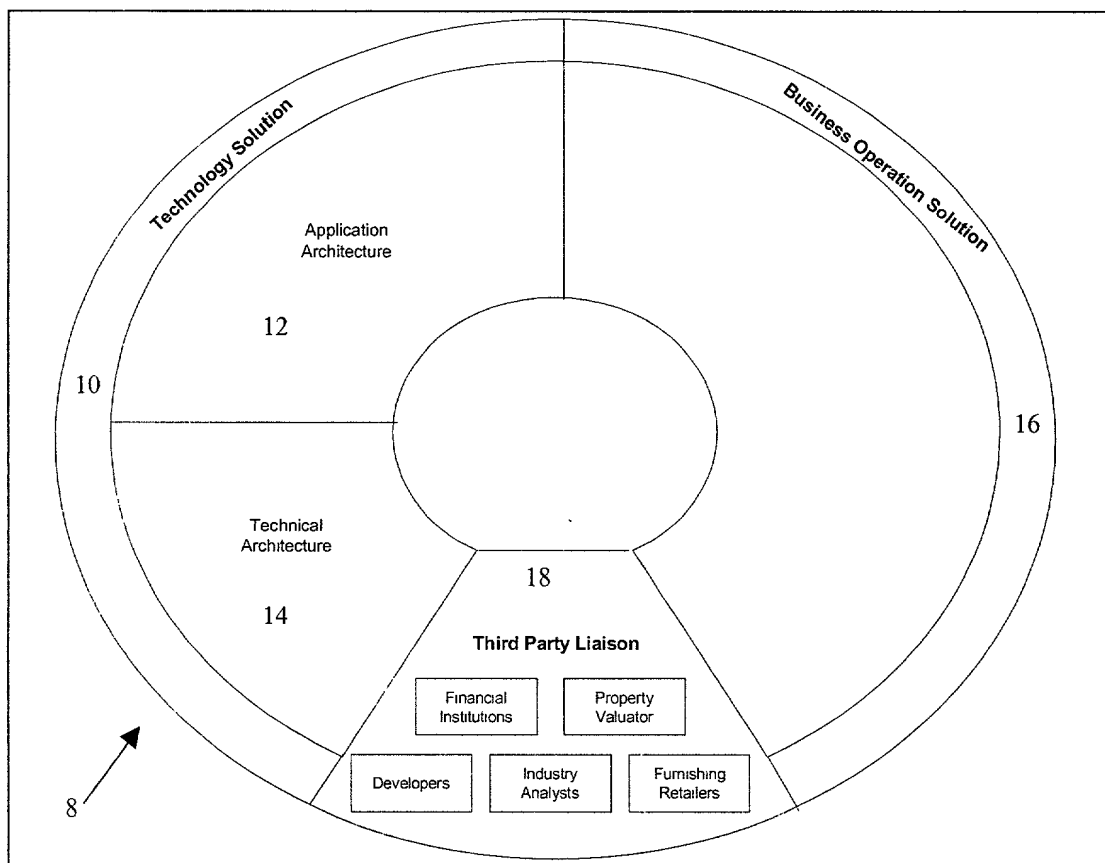 Technology Solution
Business Operation Solution
Application
Architecture
12
10
16
Technical
Architecture
14
18
Third Party Liaison
Financial
Institutions
Property
Valuator
Developers
Industry
Analysts
Furnishing
Retailers
8